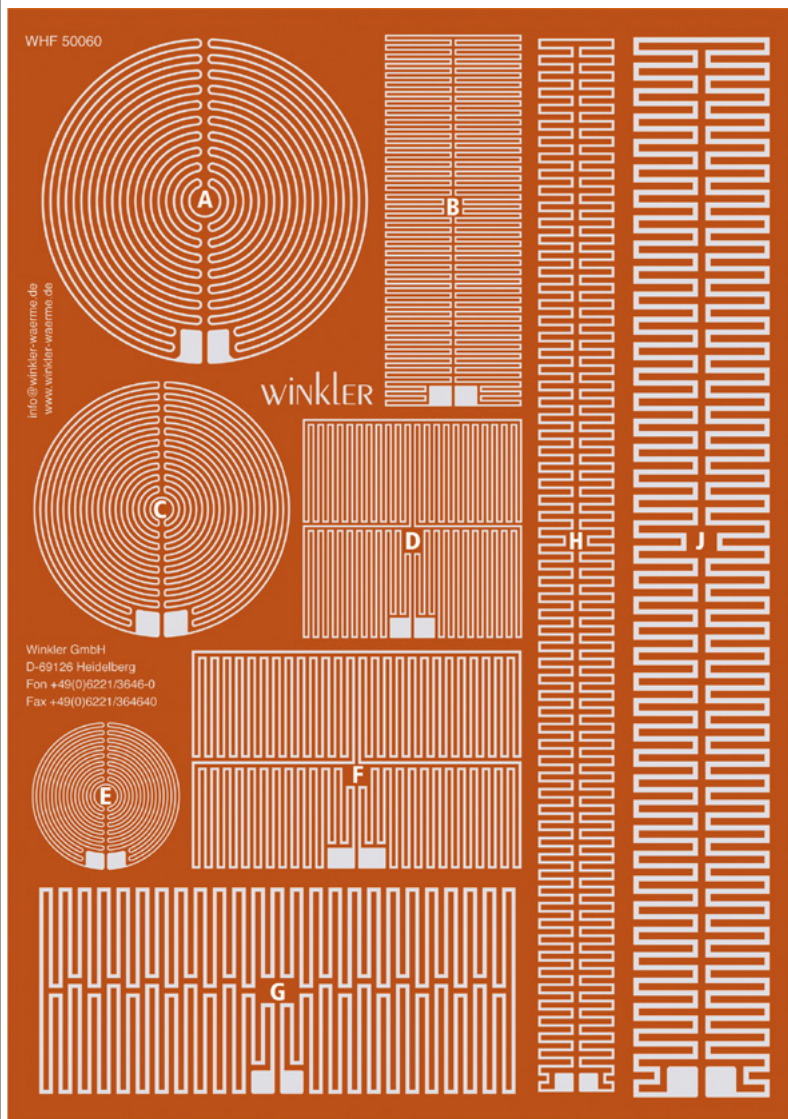 WHF 50060
A
B
info@winkler-waerme.de
www.winkler-waerme.de
winkler
C
D
H
J
Winkler GmbH
D-69126 Heidelberg
Fon +49(0)6221/3646-0
Fax +49(0)6221/364640
F
E
G